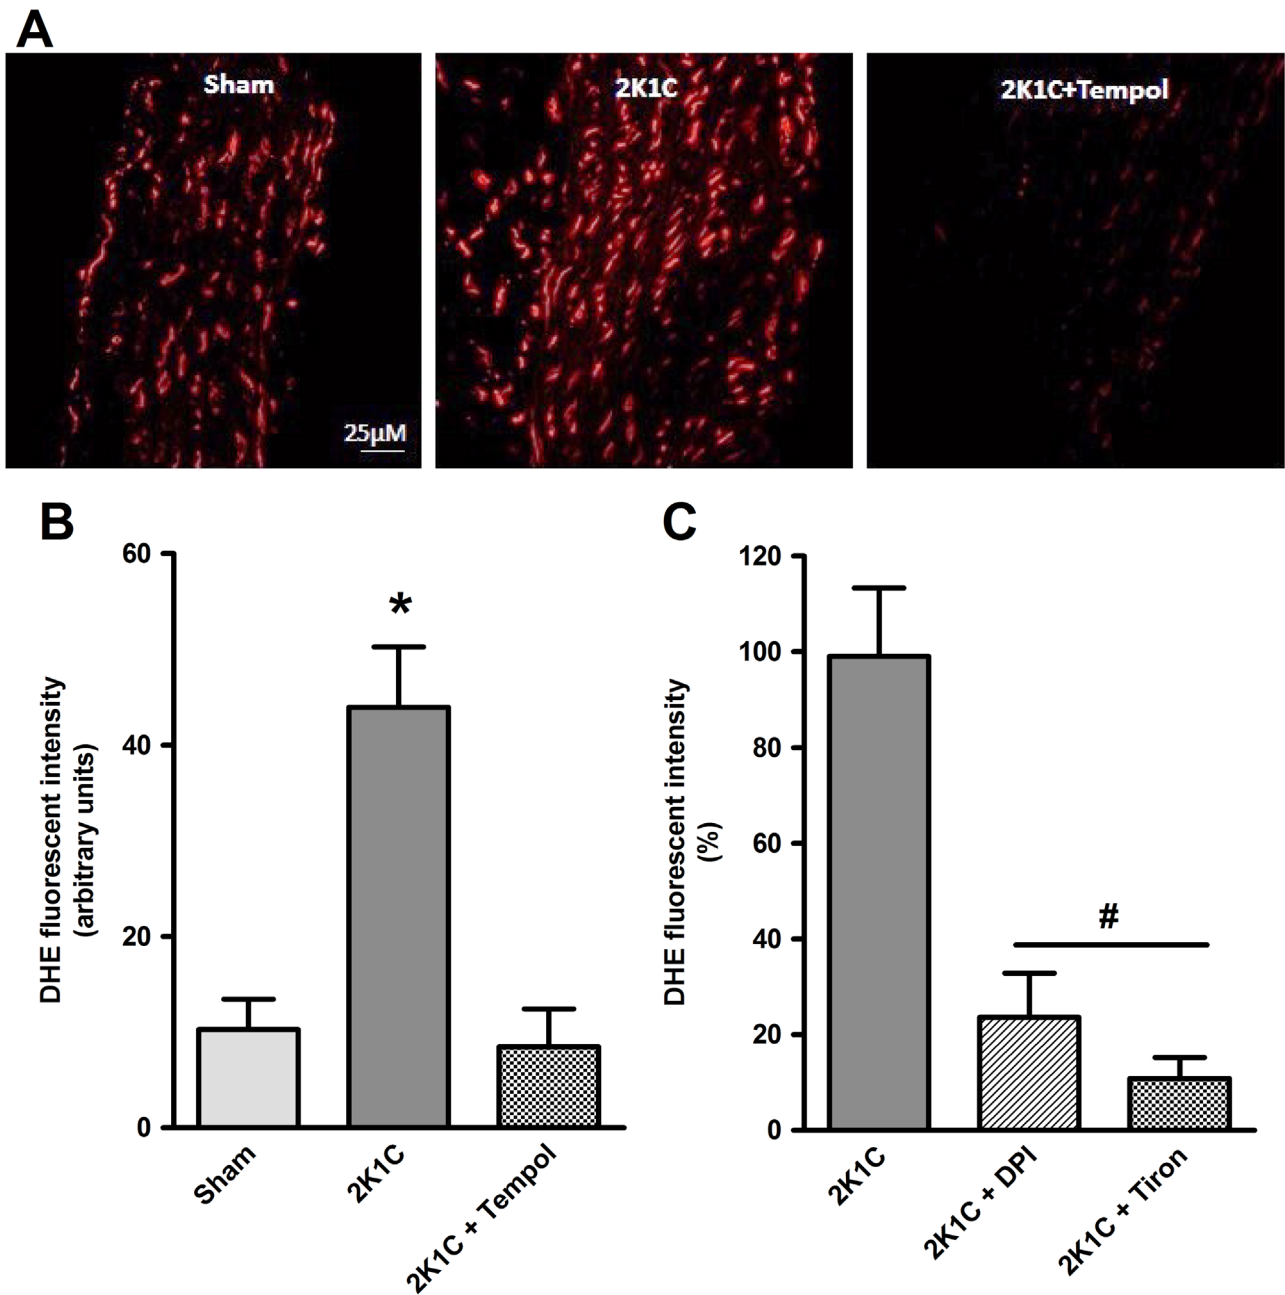 A
Sham
2K1C
2K1C+Tempol
25µM
B
DHE fluorescent intensity
(arbitrary units)
60
40
20
0
*
Sham
2K1C
2K1C + Tempol
C
DHE fluorescent intensity
(%)
120
100
80
60
40
20
0
#
2K1C
2K1C + DPI
2K1C + Tiron